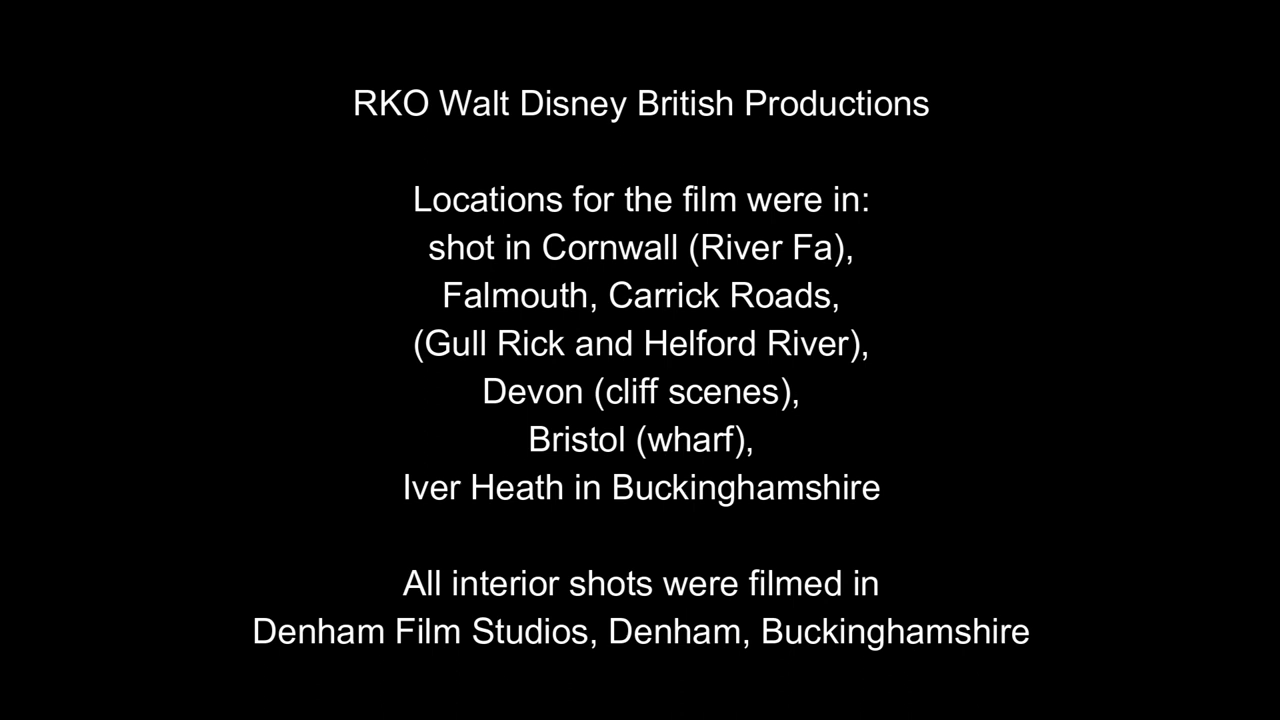 RKO Walt Disney British Productions
Locations for the film were in:
shot in Cornwall (River Fa),
Falmouth, Carrick Roads,
(Gull Rick and Helford River),
Devon (cliff scenes),
Bristol (wharf),
Iver Heath in Buckinghamshire
All interior shots were filmed in
Denham Film Studios, Denham, Buckinghamshire